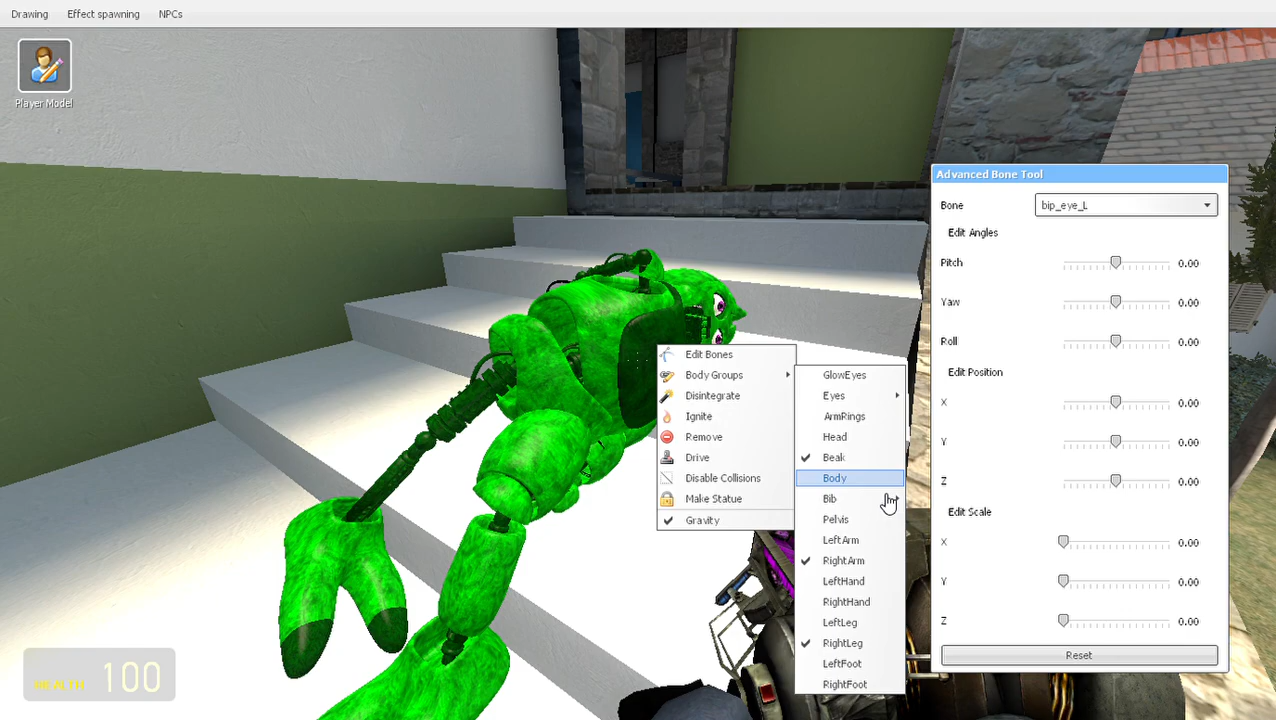 Drawing Effect spawning NPCs
Player Model
Advanced Bone Tool
Bone bip_eye_L
Edit Angles
Pitch 0.00
Yaw 0.00
Roll 0.00
Edit Position
X 0.00
Y 0.00
Z 0.00
Edit Scale
X 0.00
Y 0.00
Z 0.00
Reset
Edit Bones
Body Groups
Disintegrate
Ignite
Remove
Drive
Disable Collisions
Make Statue
Gravity
GlowEyes
Eyes
ArmRings
Head
Beak
Body
Bib
Pelvis
LeftArm
RightArm
LeftHand
RightHand
LeftLeg
RightLeg
LeftFoot
RightFoot
HEALTH 100